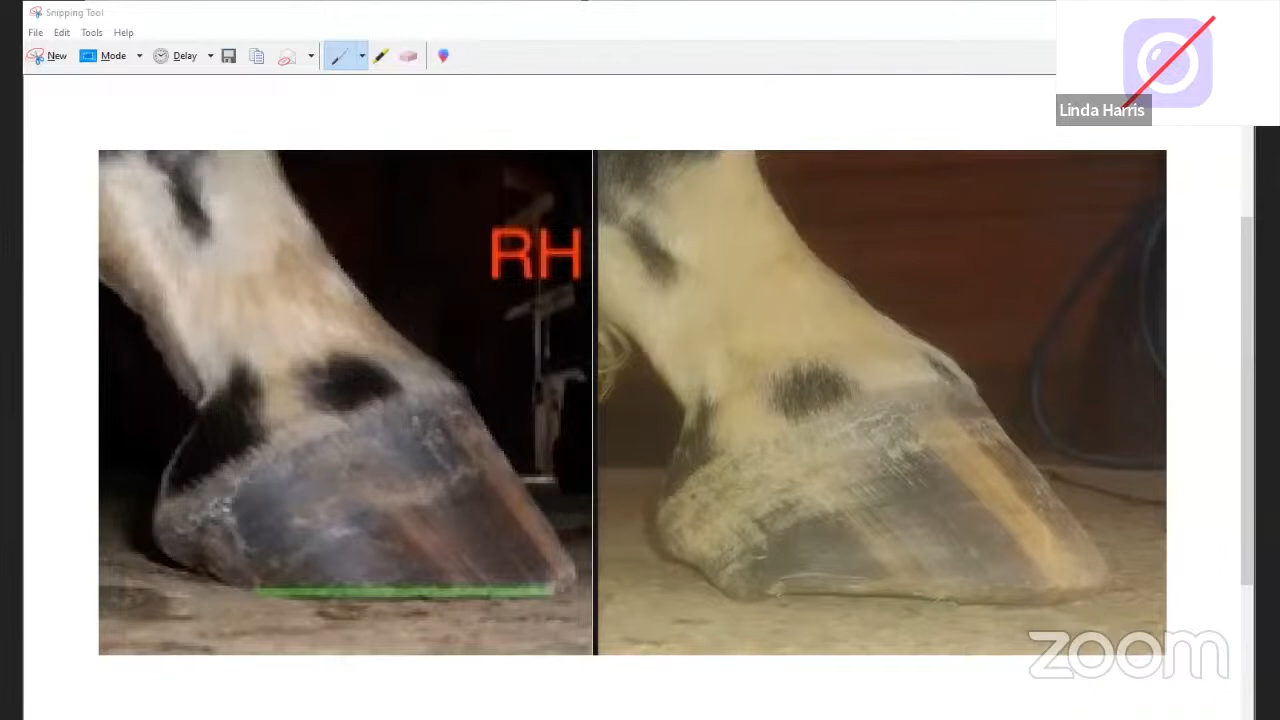 Snipping Tool
File Edit Tools Help
New Mode Delay
Linda Harris
RH
zoom